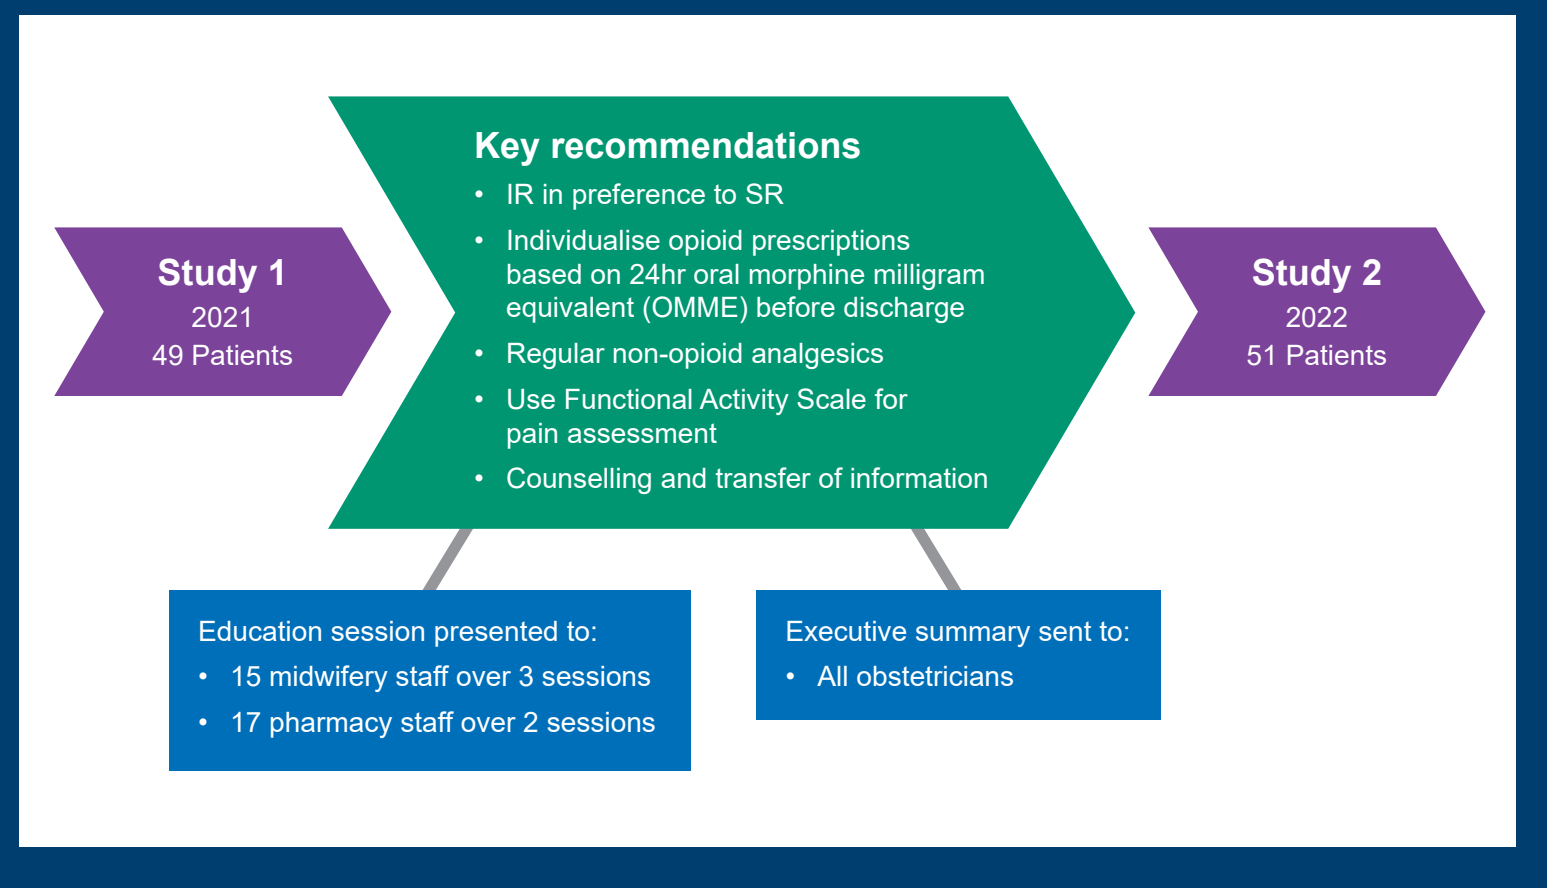 Study 1
2021
49 Patients
Key recommendations
• IR in preference to SR
• Individualise opioid prescriptions
based on 24hr oral morphine milligram
equivalent (OMME) before discharge
• Regular non-opioid analgesics
• Use Functional Activity Scale for
pain assessment
• Counselling and transfer of information
Study 2
2022
51 Patients
Education session presented to:
• 15 midwifery staff over 3 sessions
• 17 pharmacy staff over 2 sessions
Executive summary sent to:
• All obstetricians